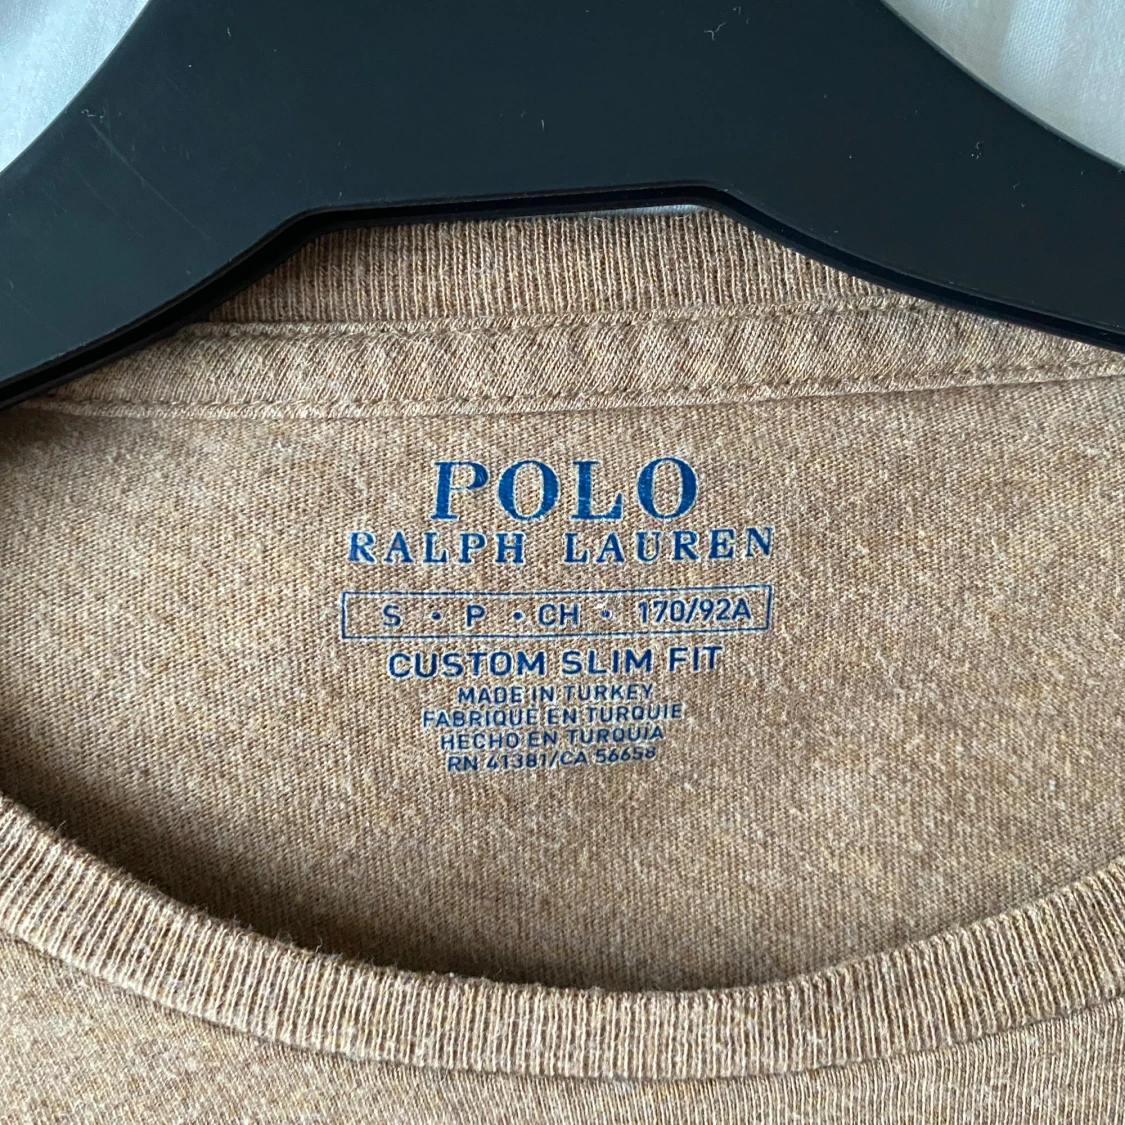 POLO
RALPH LAUREN
S • P • CH • 170/92A
CUSTOM SLIM FIT
MADE IN TURKEY
FABRIQUE EN TURQUIE
HECHO EN TURQUIA
RN 41381/CA 56658